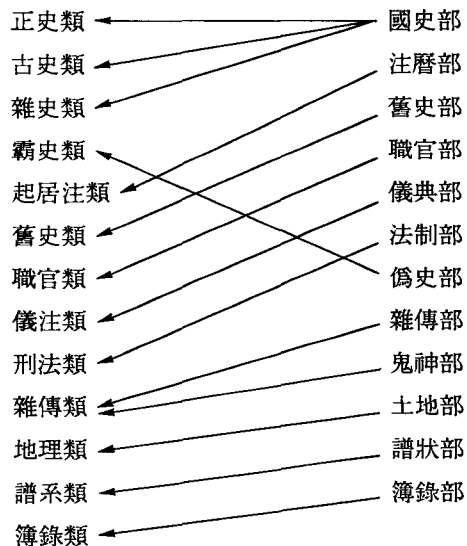 正史類 國史部
古史類 注曆部
雜史類 舊史部
霸史類 職官部
起居注類 儀典部
舊史類 法制部
職官類 僞史部
儀注類 雜傳部
刑法類 鬼神部
雜傳類 土地部
地理類 譜狀部
譜系類 簿錄部
簿錄類